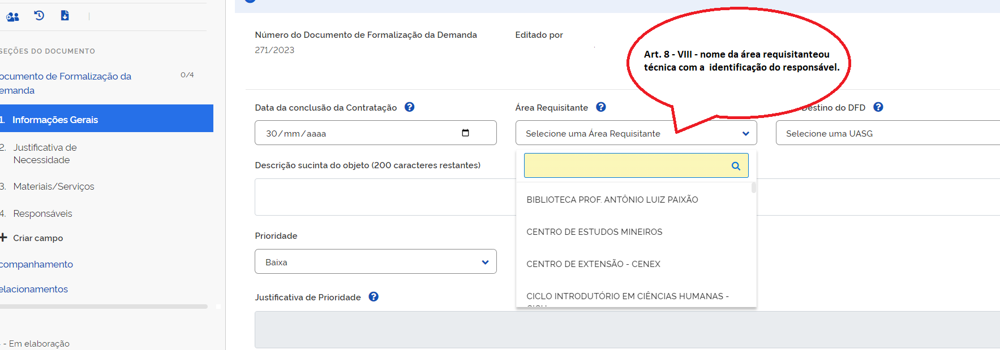 SEÇÕES DO DOCUMENTO
ocumento de Formalização da
emanda
0/4
1. Informações Gerais
2. Justificativa de
Necessidade
3. Materiais/Serviços
4. Responsáveis
+ Criar campo
companhamento
elacionamentos
- Em elaboração
Número do Documento de Formalização da Demanda
271/2023
Editado por
Art. 8 - VIII - nome da área requisitanteou
técnica com a identificação do responsável.
Data da conclusão da Contratação
30/mm/aaaa
Área Requisitante
Selecione uma Área Requisitante
Destino do DFD
Selecione uma UASG
BIBLIOTECA PROF. ANTÔNIO LUIZ PAIXÃO
CENTRO DE ESTUDOS MINEIROS
CENTRO DE EXTENSÃO - CENEX
CICLO INTRODUTÓRIO EM CIÊNCIAS HUMANAS -
Descrição sucinta do objeto (200 caracteres restantes)
Prioridade
Baixa
Justificativa de Prioridade